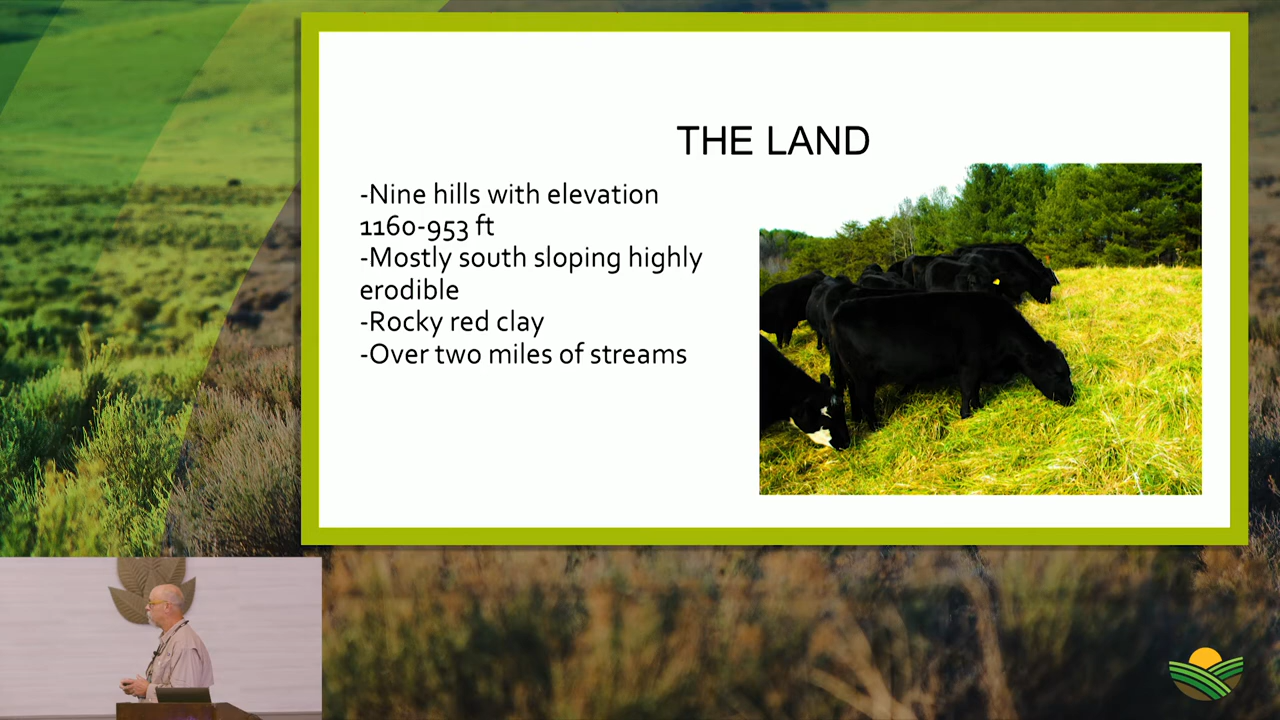 THE LAND
-Nine hills with elevation
1160-953 ft
-Mostly south sloping highly
erodible
-Rocky red clay
-Over two miles of streams